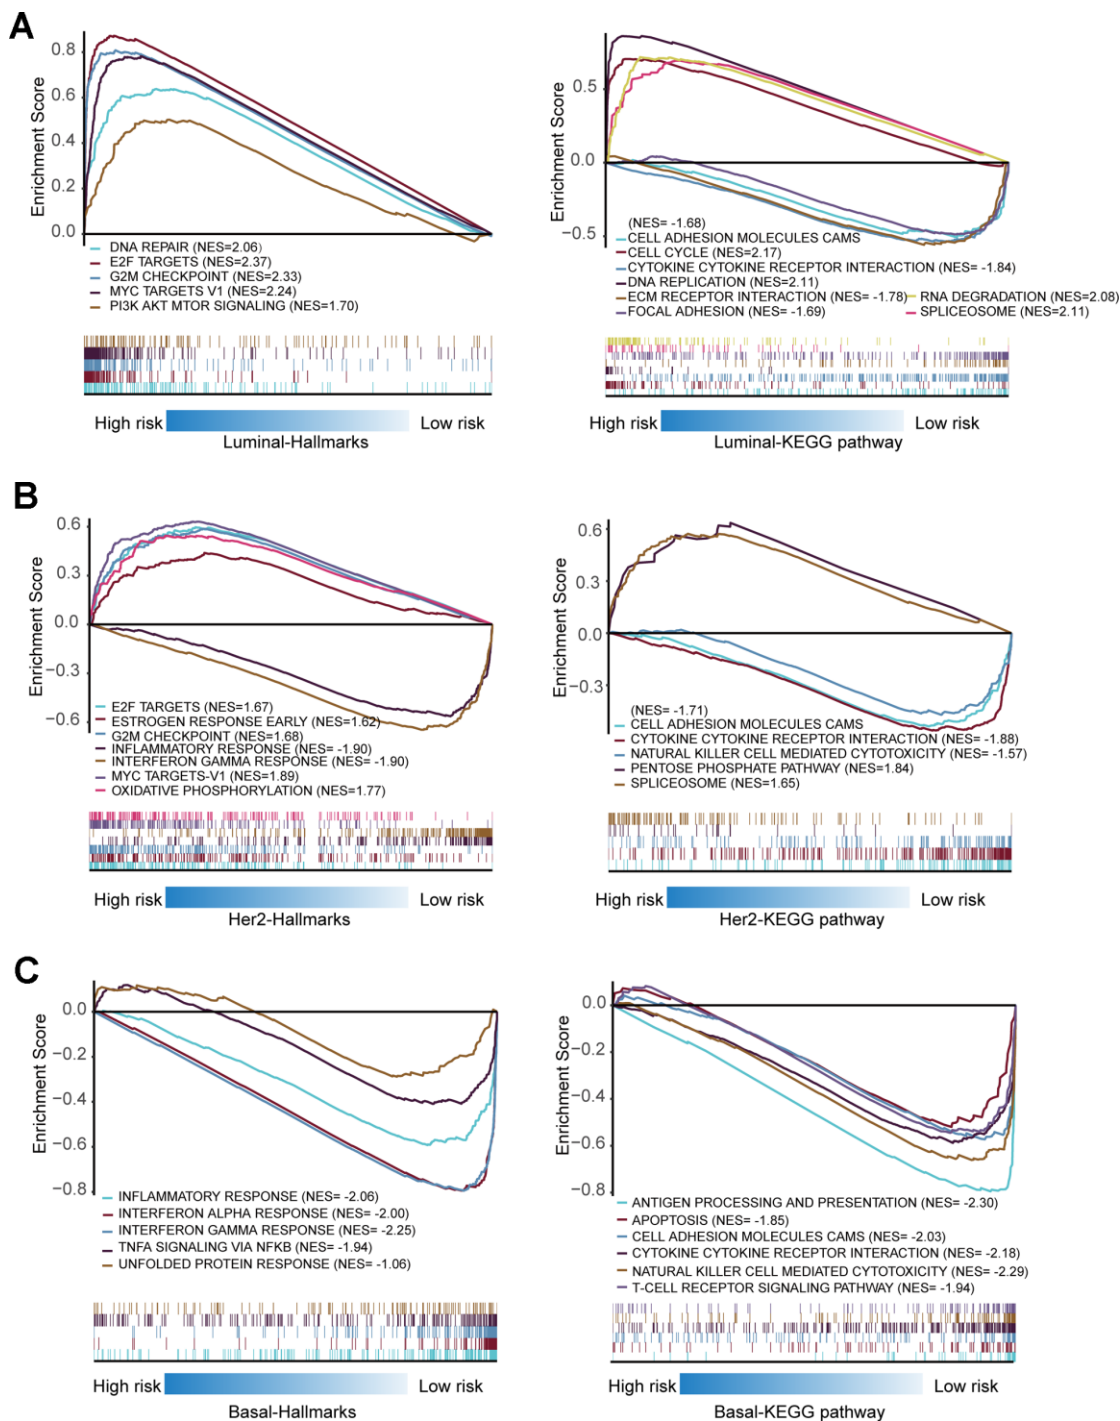 A
Enrichment Score
0.8
0.6
0.4
0.2
0.0
DNA REPAIR (NES=2.06)
E2F TARGETS (NES=2.37)
G2M CHECKPOINT (NES=2.33)
MYC TARGETS V1 (NES=2.24)
PI3K AKT MTOR SIGNALING (NES=1.70)
High risk
Low risk
Luminal-Hallmarks
Enrichment Score
0.5
0.0
−0.5
(NES= -1.68)
CELL ADHESION MOLECULES CAMS
CELL CYCLE (NES=2.17)
CYTOKINE CYTOKINE RECEPTOR INTERACTION (NES= -1.84)
DNA REPLICATION (NES=2.11)
ECM RECEPTOR INTERACTION (NES= -1.78)
RNA DEGRADATION (NES=2.08)
FOCAL ADHESION (NES= -1.69)
SPLICEOSOME (NES=2.11)
High risk
Low risk
Luminal-KEGG pathway
B
Enrichment Score
0.6
0.3
0.0
−0.3
−0.6
E2F TARGETS (NES=1.67)
ESTROGEN RESPONSE EARLY (NES=1.62)
G2M CHECKPOINT (NES=1.68)
INFLAMMATORY RESPONSE (NES= -1.90)
INTERFERON GAMMA RESPONSE (NES= -1.90)
MYC TARGETS-V1 (NES=1.89)
OXIDATIVE PHOSPHORYLATION (NES=1.77)
High risk
Low risk
Her2-Hallmarks
Enrichment Score
0.6
0.3
0.0
−0.3
(NES= -1.71)
CELL ADHESION MOLECULES CAMS
CYTOKINE CYTOKINE RECEPTOR INTERACTION (NES= -1.88)
NATURAL KILLER CELL MEDIATED CYTOTOXICITY (NES= -1.57)
PENTOSE PHOSPHATE PATHWAY (NES=1.84)
SPLICEOSOME (NES=1.65)
High risk
Low risk
Her2-KEGG pathway
C
Enrichment Score
0.0
−0.2
−0.4
−0.6
−0.8
INFLAMMATORY RESPONSE (NES= -2.06)
INTERFERON ALPHA RESPONSE (NES= -2.00)
INTERFERON GAMMA RESPONSE (NES= -2.25)
TNFA SIGNALING VIA NFKB (NES= -1.94)
UNFOLDED PROTEIN RESPONSE (NES= -1.06)
High risk
Low risk
Basal-Hallmarks
Enrichment Score
0.0
−0.2
−0.4
−0.6
−0.8
ANTIGEN PROCESSING AND PRESENTATION (NES= -2.30)
APOPTOSIS (NES= -1.85)
CELL ADHESION MOLECULES CAMS (NES= -2.03)
CYTOKINE CYTOKINE RECEPTOR INTERACTION (NES= -2.18)
NATURAL KILLER CELL MEDIATED CYTOTOXICITY (NES= -2.29)
T-CELL RECEPTOR SIGNALING PATHWAY (NES= -1.94)
High risk
Low risk
Basal-KEGG pathway